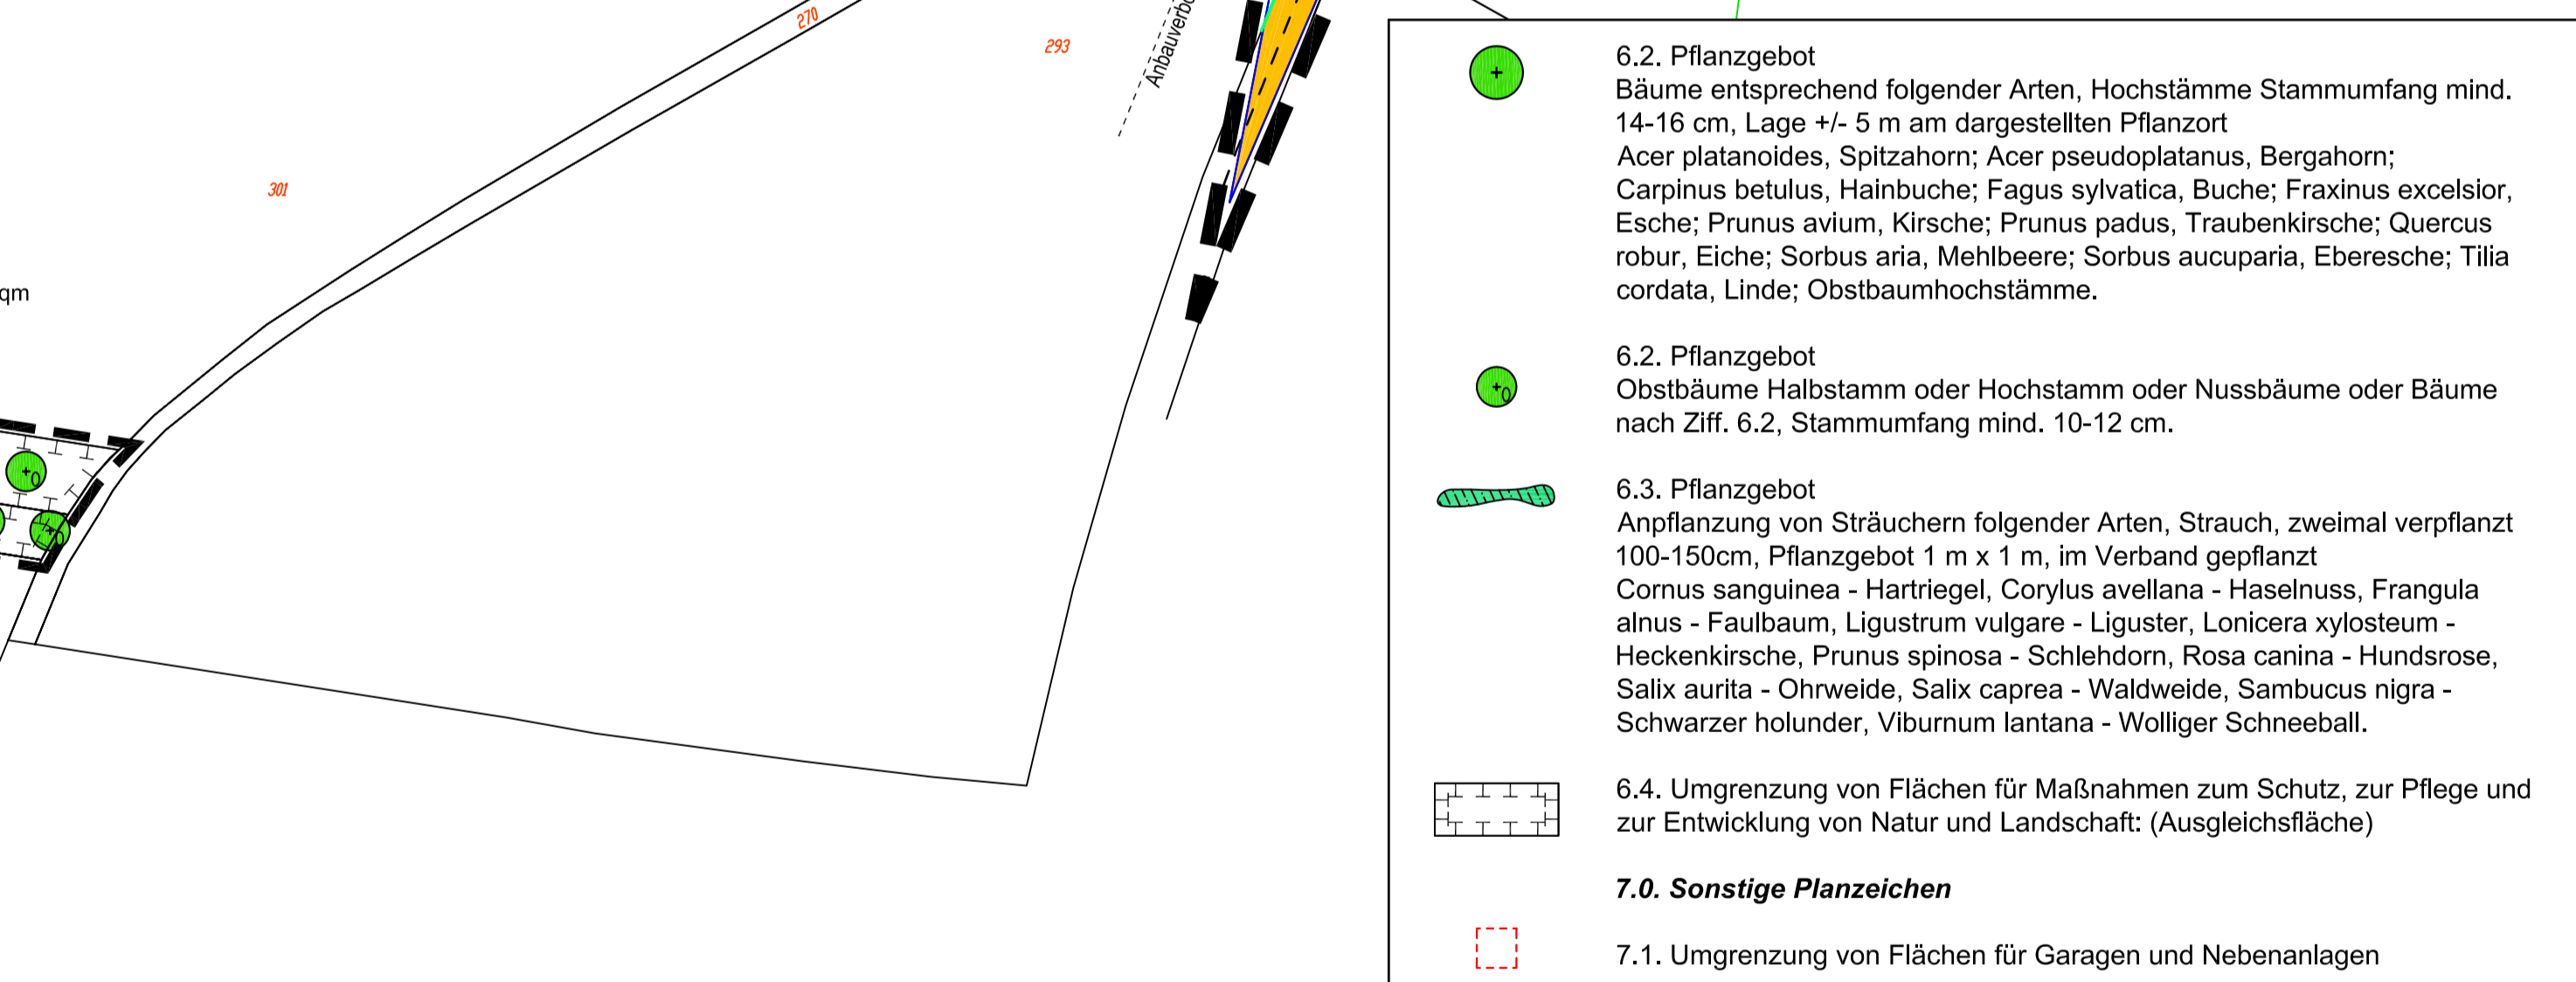 270
293
301
qm
6.2. Pflanzgebot
Bäume entsprechend folgender Arten, Hochstämme Stammumfang mind.
14-16 cm, Lage +/- 5 m am dargestellten Pflanzort
Acer platanoides, Spitzahorn; Acer pseudoplatanus, Bergahorn;
Carpinus betulus, Hainbuche; Fagus sylvatica, Buche; Fraxinus excelsior,
Esche; Prunus avium, Kirsche; Prunus padus, Traubenkirsche; Quercus
robur, Eiche; Sorbus aria, Mehlbeere; Sorbus aucuparia, Eberesche; Tilia
cordata, Linde; Obstbaumhochstämme.
O
6.2. Pflanzgebot
Obstbäume Halbstamm oder Hochstamm oder Nussbäume oder Bäume
nach Ziff. 6.2, Stammumfang mind. 10-12 cm.
O
O
6.3. Pflanzgebot
Anpflanzung von Sträuchern folgender Arten, Strauch, zweimal verpflanzt
100-150cm, Pflanzgebot 1 m x 1 m, im Verband gepflanzt
Cornus sanguinea - Hartriegel, Corylus avellana - Haselnuss, Frangula
alnus - Faulbaum, Ligustrum vulgare - Liguster, Lonicera xylosteum -
Heckenkirsche, Prunus spinosa - Schlehdorn, Rosa canina - Hundsrose,
Salix aurita - Ohrweide, Salix caprea - Waldweide, Sambucus nigra -
Schwarzer holunder, Viburnum lantana - Wolliger Schneeball.
6.4. Umgrenzung von Flächen für Maßnahmen zum Schutz, zur Pflege und
zur Entwicklung von Natur und Landschaft: (Ausgleichsfläche)
7.0. Sonstige Planzeichen
7.1. Umgrenzung von Flächen für Garagen und Nebenanlagen